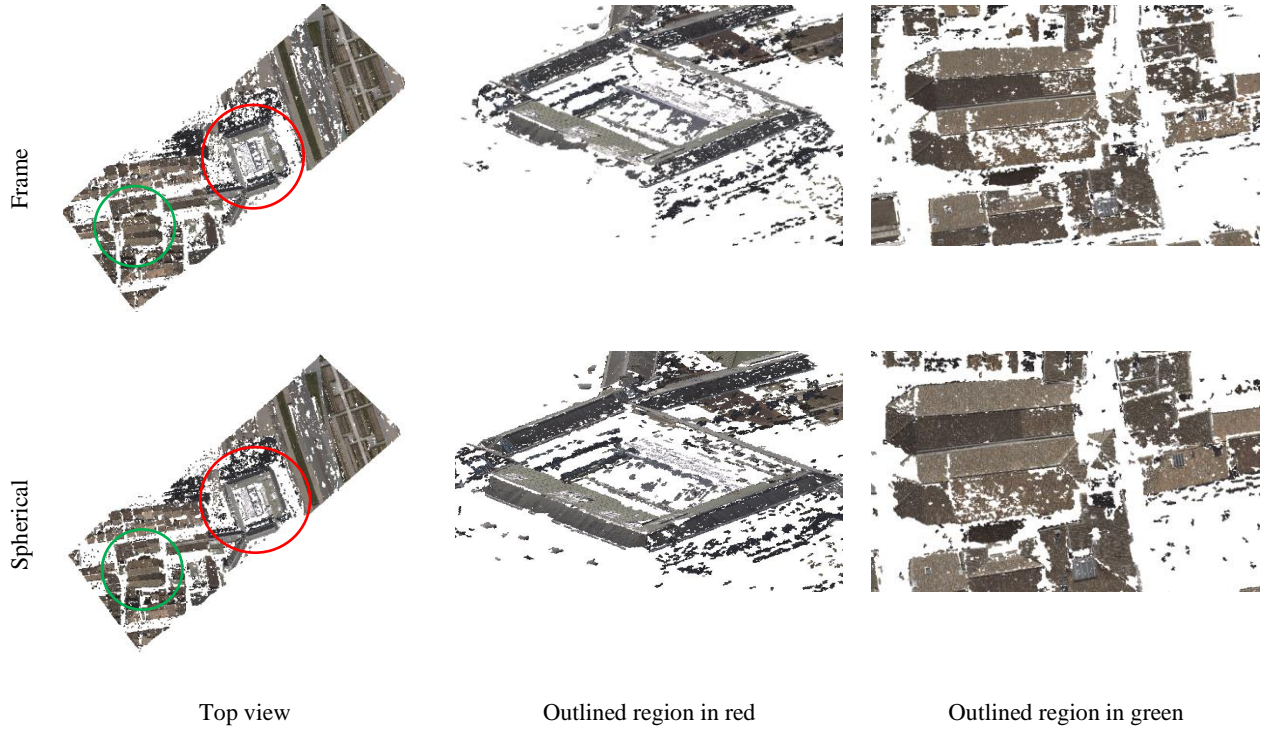 Frame
Spherical
Top view
Outlined region in red
Outlined region in green